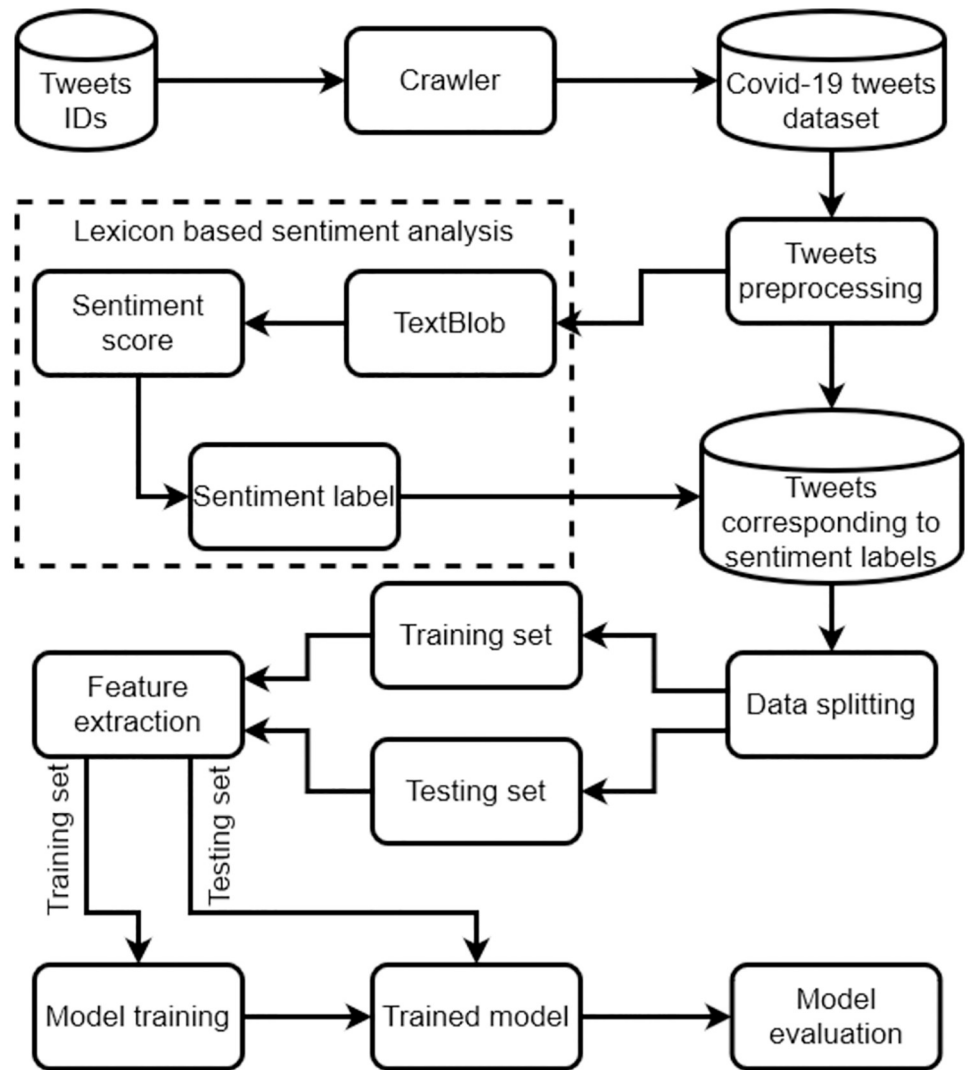 Tweets
IDs
Crawler
Covid-19 tweets
dataset
Lexicon based sentiment analysis
Tweets
preprocessing
Sentiment
score
TextBlob
Sentiment label
Tweets
corresponding to
sentiment labels
Training set
Feature
extraction
Data splitting
Testing set
Training set
Testing set
Model training
Trained model
Model
evaluation